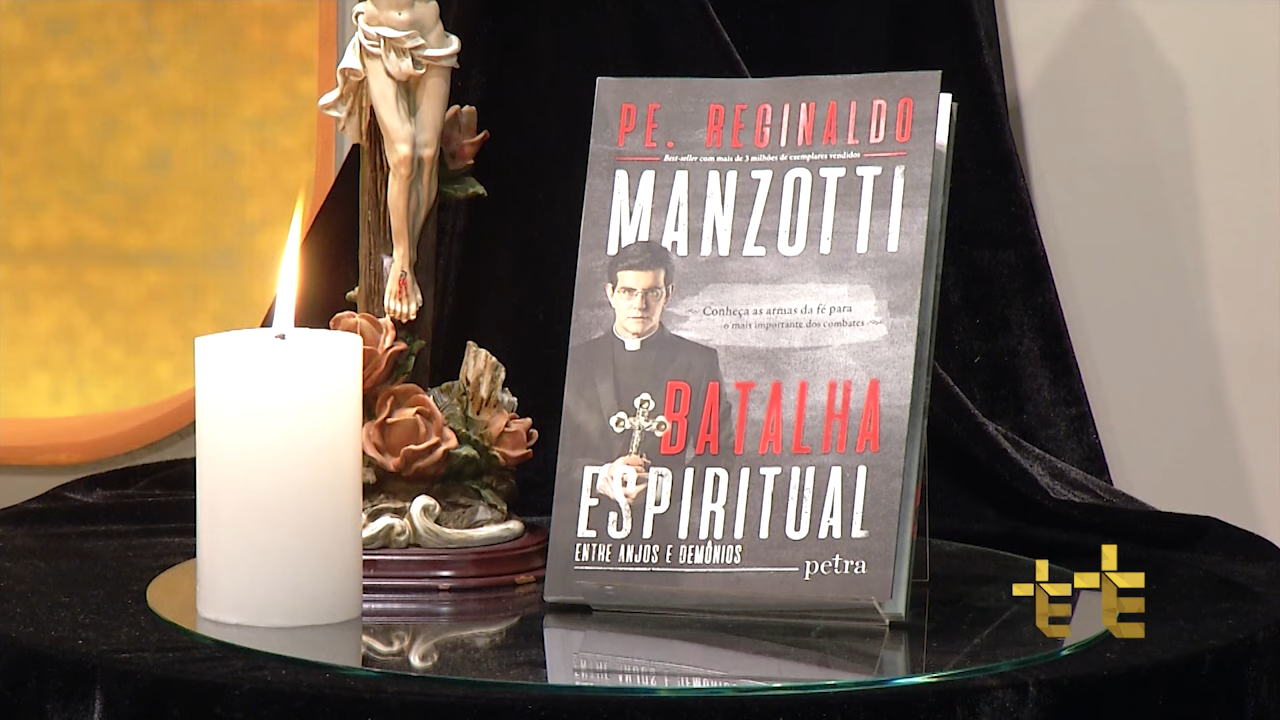 PE. REGINALDO
Best-seller com mais de 3 milhões de exemplares vendidos
MANZOTTI
Conheça as armas da fé para
o mais importante dos combates
BATALHA
ESPIRITUAL
ENTRE ANJOS E DEMÔNIOS
petra